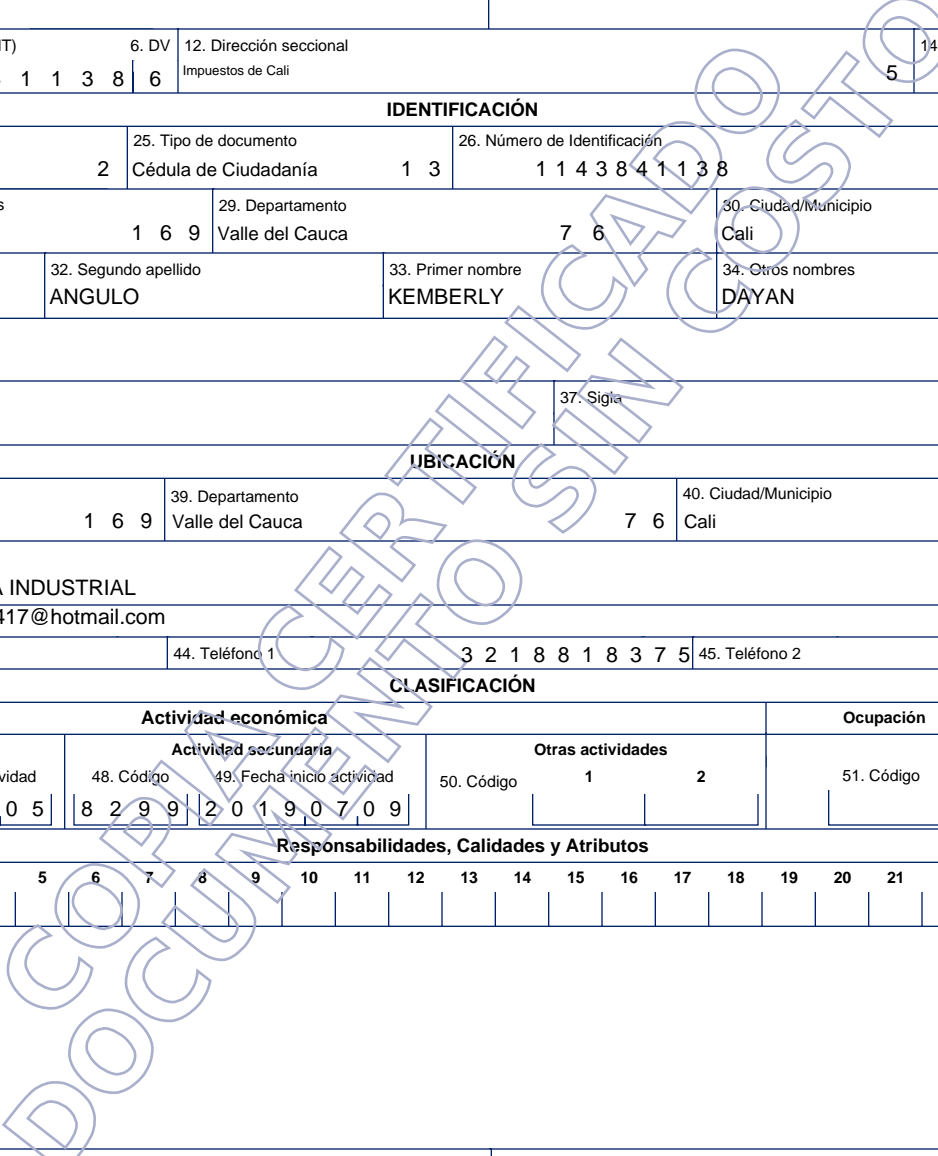 IT) 6. DV 12. Dirección seccional 14
1 1 3 8 6 Impuestos de Cali 5
IDENTIFICACIÓN
25. Tipo de documento 26. Número de Identificación
2 Cédula de Ciudadanía 1 3 1 1 4 3 8 4 1 1 3 8
s 29. Departamento 30. Ciudad/Municipio
1 6 9 Valle del Cauca 7 6 Cali
32. Segundo apellido 33. Primer nombre 34. Otros nombres
ANGULO KEMBERLY DAYAN
37. Sigla
UBICACIÓN
39. Departamento 40. Ciudad/Municipio
1 6 9 Valle del Cauca 7 6 Cali
A INDUSTRIAL
417@hotmail.com
44. Teléfono 1 3 2 1 8 8 1 8 3 7 5 45. Teléfono 2
CLASIFICACIÓN
Actividad económica Ocupación
Actividad secundaria Otras actividades
vidad 48. Código 49. Fecha inicio actividad 50. Código 1 2 51. Código
0 5 8 2 9 9 2 0 1 9 0 7 0 9
Responsabilidades, Calidades y Atributos
5 6 7 8 9 10 11 12 13 14 15 16 17 18 19 20 21
COPIA CERTIFICADO
DOCUMENTO SIN COSTO